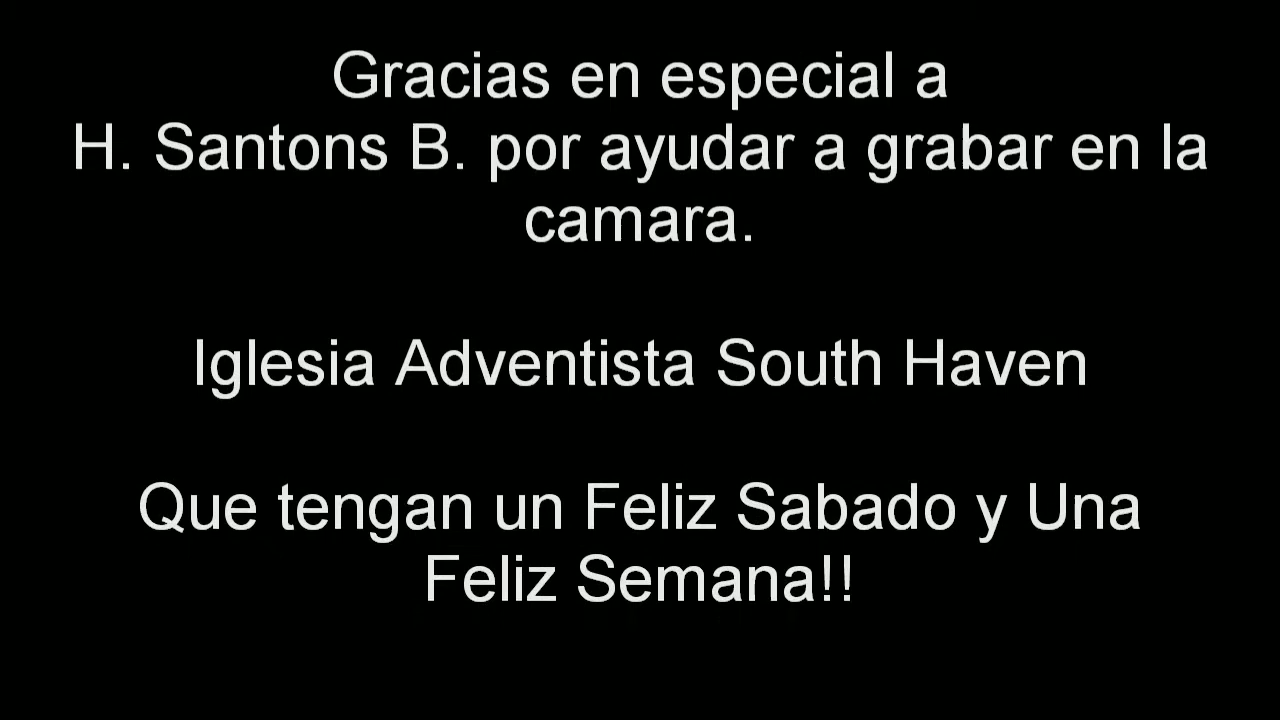 Gracias en especial a
H. Santons B. por ayudar a grabar en la
camara.
Iglesia Adventista South Haven
Que tengan un Feliz Sabado y Una
Feliz Semana!!